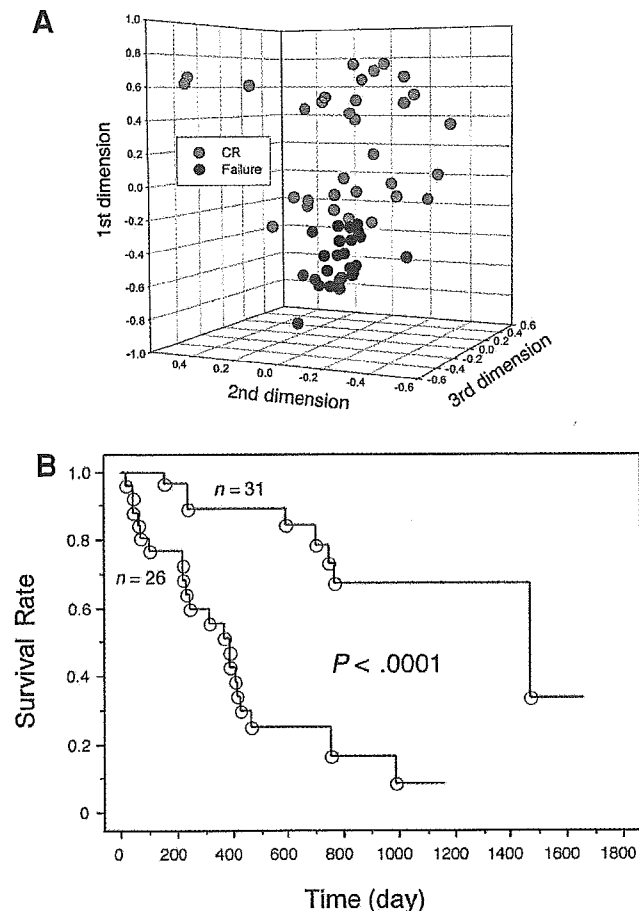 A
1.0
0.8
0.6
0.4
0.2
0.0
-0.2
-0.4
-0.6
-0.8
-1.0
1st dimension
CR
Failure
0.4
0.2
0.0
-0.2
-0.4
-0.6
2nd dimension
-0.6
-0.4
-0.2
0.0
0.2
0.4
0.6
3rd dimension
B
1.0
0.8
0.6
0.4
0.2
0
Survival Rate
n = 31
n = 26
P < .0001
0 200 400 600 800 1000 1200 1400 1600 1800
Time (day)